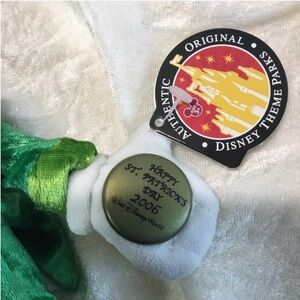 AUTHENTIC • ORIGINAL • DISNEY THEME PARKS •
HAPPY
ST. PATRICK'S
DAY
2006
Walt Disney World